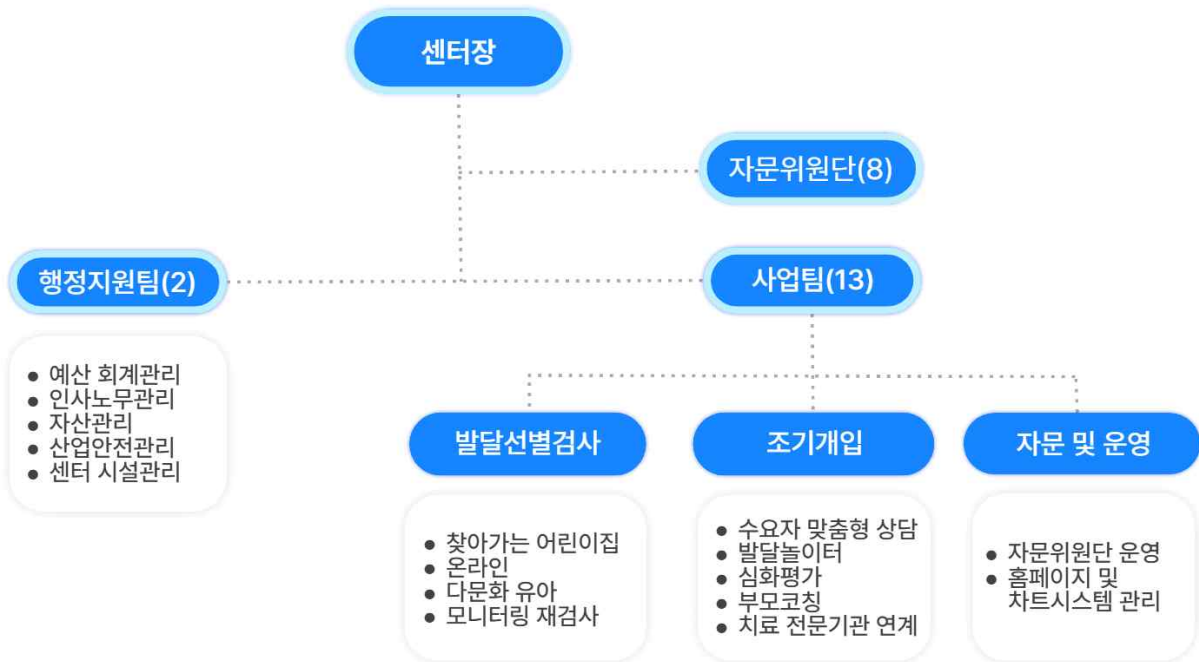 센터장
자문위원단(8)
행정지원팀(2)
사업팀(13)
● 예산 회계관리
● 인사노무관리
● 자산관리
● 산업안전관리
● 센터 시설관리
발달선별검사
조기개입
자문 및 운영
● 찾아가는 어린이집
● 온라인
● 다문화 유아
● 모니터링 재검사
● 수요자 맞춤형 상담
● 발달놀이터
● 심화평가
● 부모코칭
● 치료 전문기관 연계
● 자문위원단 운영
● 홈페이지 및
차트시스템 관리